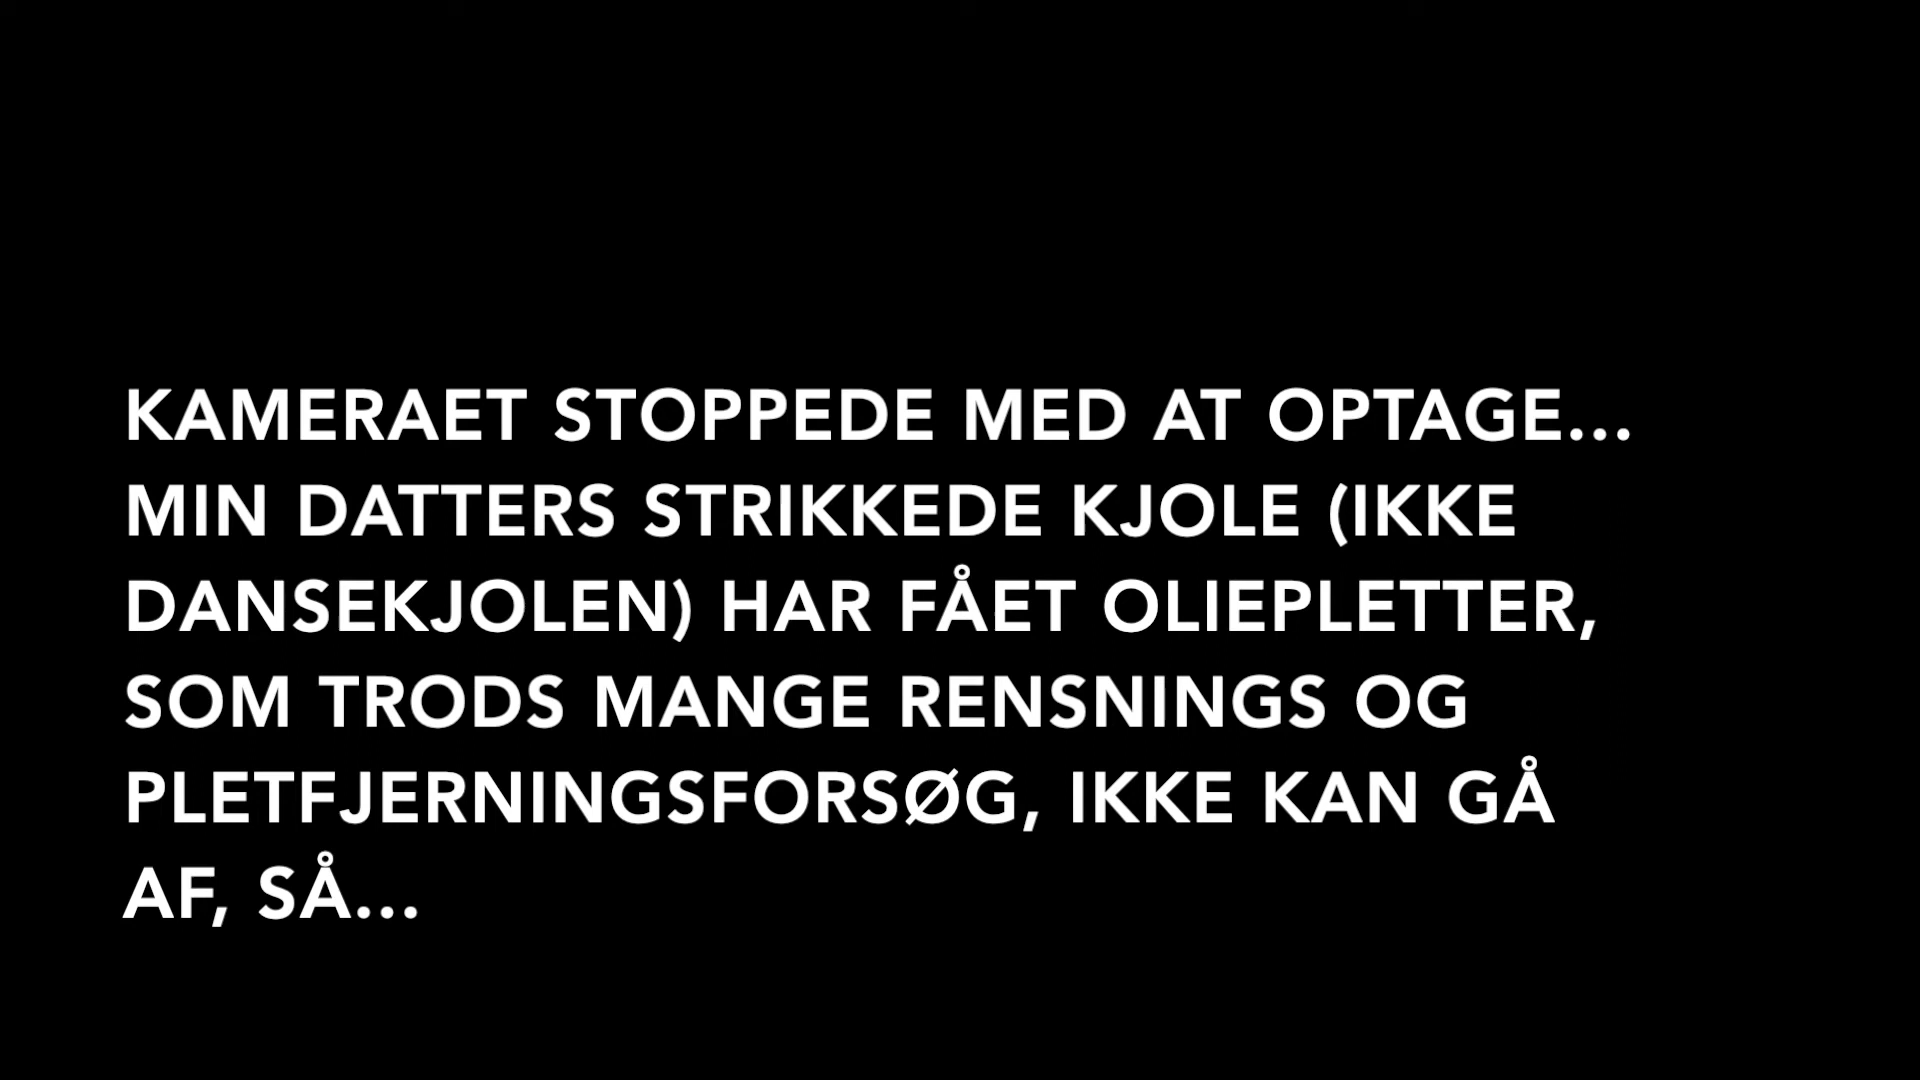 KAMERAET STOPPEDE MED AT OPTAGE...
MIN DATTERS STRIKKEDE KJOLE (IKKE
DANSEKJOLEN) HAR FÅET OLIEPLETTER,
SOM TRODS MANGE RENSNINGS OG
PLETFJERNINGSFORSØG, IKKE KAN GÅ
AF, SÅ...